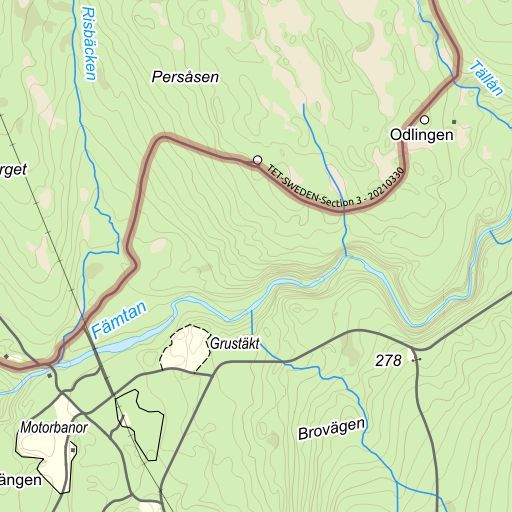 Risbäcken
Persåsen
Tällån
Odlingen
rget
TET-SWEDEN-Section 3 - 20210330
Fämtan
Grustäkt
278
Motorbanor
Brovägen
ängen